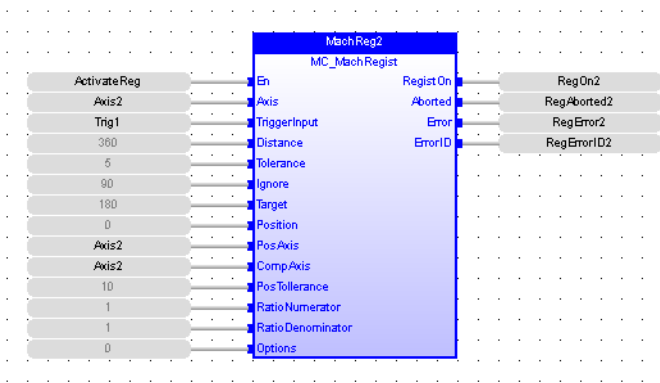 MachReg2
MC_MachRegist
ActivateReg En RegistOn RegOn2
Axis2 Axis Aborted RegAborted2
Trig1 TriggerInput Error RegError2
360 Distance ErrorID RegErrorID2
5 Tolerance
90 Ignore
180 Target
0 Position
Axis2 PosAxis
Axis2 CompAxis
10 PosTollerance
1 RatioNumerator
1 RatioDenominator
0 Options